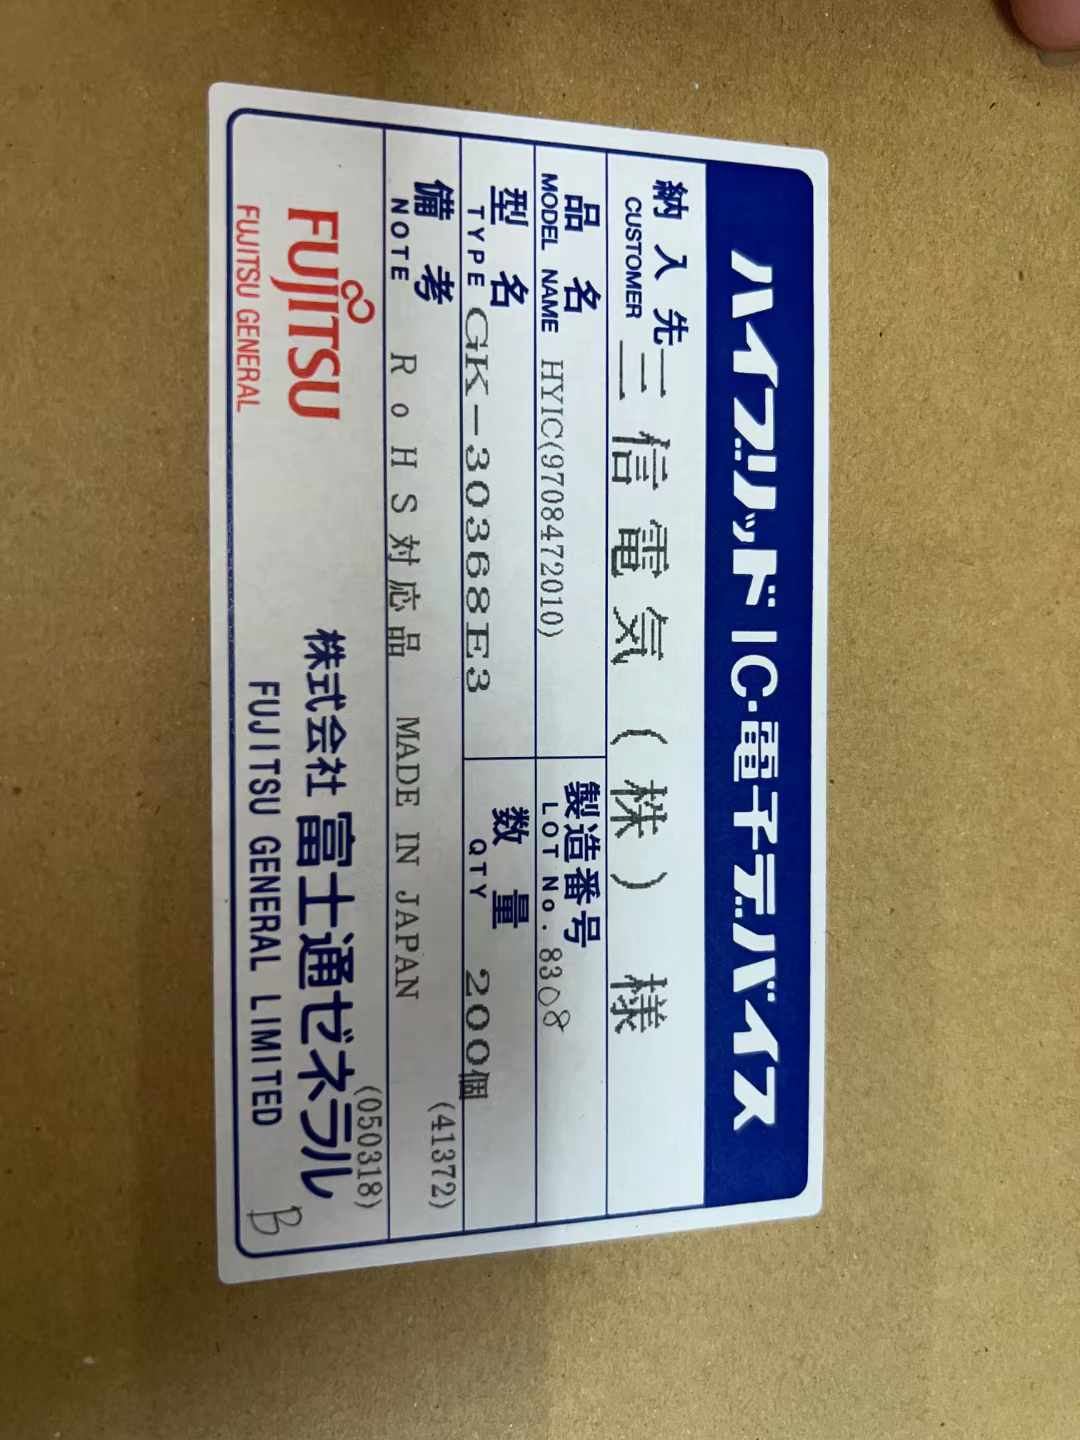 ハイブリッドIC・電子デバイス
納入先 三信電気(株) 様
CUSTOMER
品名 製造番号
MODEL NAME HYIC(9708472010) LOT No. 8308
型名 数量
TYPE GK-30368E3 QTY 200個
備考 (41372)
NOTE RoHS対応品 MADE IN JAPAN
(050318)
FUJITSU 株式会社 富士通ゼネラル
FUJITSU GENERAL FUJITSU GENERAL LIMITED B